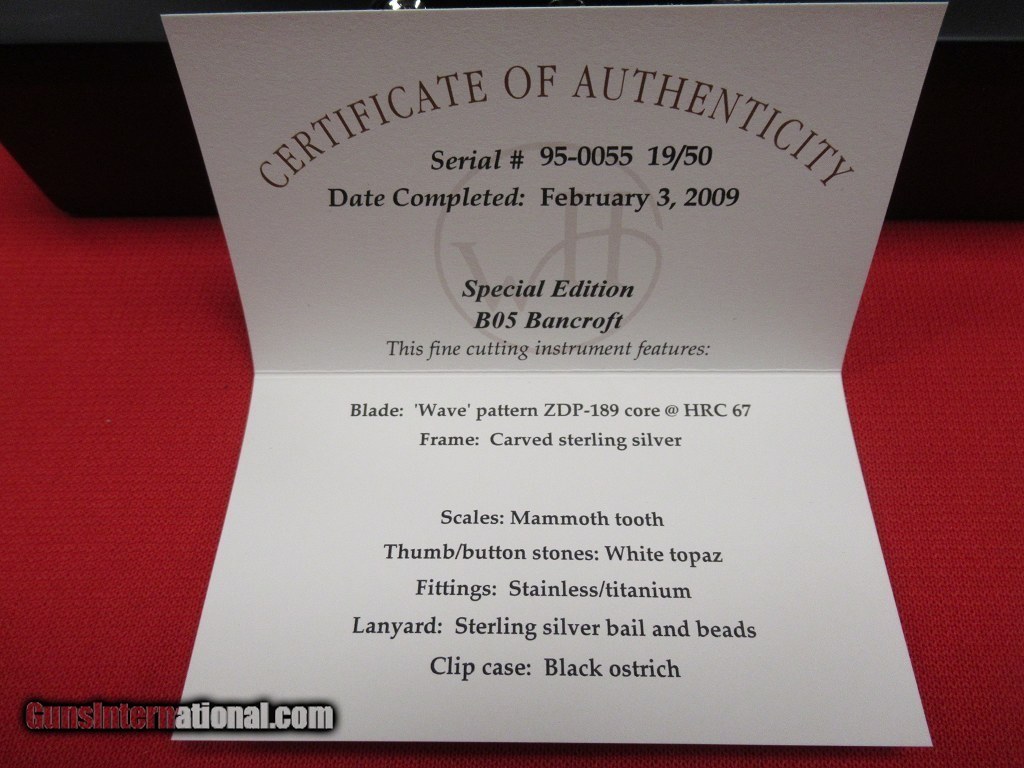 CERTIFICATE OF AUTHENTICITY
Serial # 95-0055 19/50
Date Completed: February 3, 2009
WH
Special Edition
B05 Bancroft
This fine cutting instrument features:
Blade: 'Wave' pattern ZDP-189 core @ HRC 67
Frame: Carved sterling silver
Scales: Mammoth tooth
Thumb/button stones: White topaz
Fittings: Stainless/titanium
Lanyard: Sterling silver bail and beads
Clip case: Black ostrich
GunsInternational.com